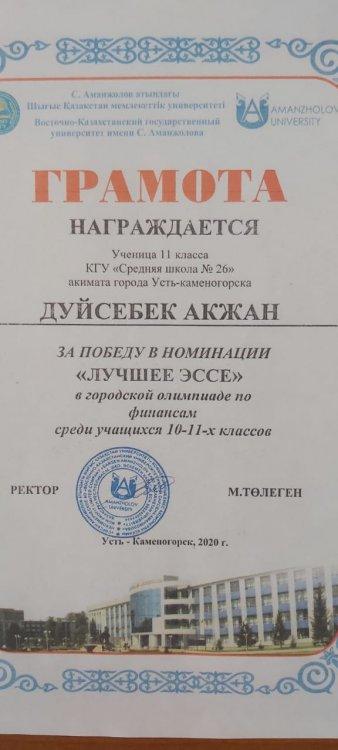 С. Аманжолов атындағы
Шығыс Қазақстан мемлекеттік университеті
Восточно-Казахстанский государственный
университет имени С. Аманжолова
AMANZHOLOV
UNIVERSITY
ГРАМОТА
НАГРАЖДАЕТСЯ
Ученица 11 класса
КГУ «Средняя школа № 26»
акимата города Усть-каменогорска
ДУЙСЕБЕК АКЖАН
ЗА ПОБЕДУ В НОМИНАЦИИ
«ЛУЧШЕЕ ЭССЕ»
в городской олимпиаде по
финансам
среди учащихся 10-11-х классов
РЕКТОР
AMANZHOLOV
UNIVERSITY
М.ТӨЛЕГЕН
Усть - Каменогорск, 2020 г.